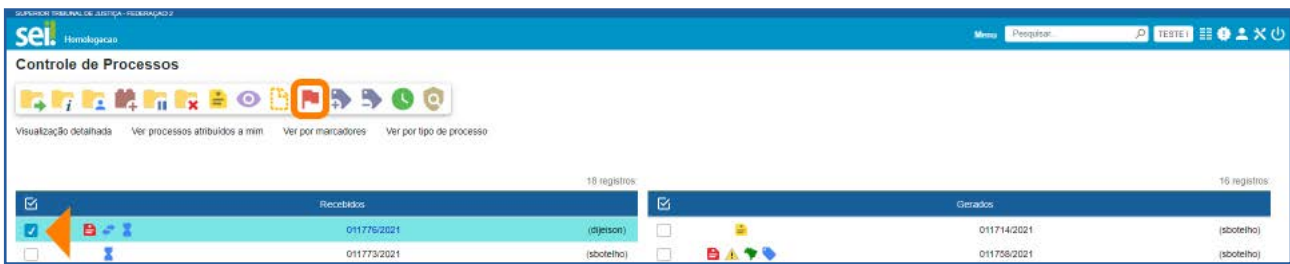 SUPERIOR TRIBUNAL DE JUSTIÇA - FEDERAÇÃO 2
sei. Homologacao Menu Pesquisar... TESTE I
Controle de Processos
Visualização detalhada Ver processos atribuídos a mim Ver por marcadores Ver por tipo de processo
18 registros: 16 registros:
Recebidos Gerados
011776/2021 (dijeison) 011714/2021 (sbotelho)
011773/2021 (sbotelho) 011758/2021 (sbotelho)